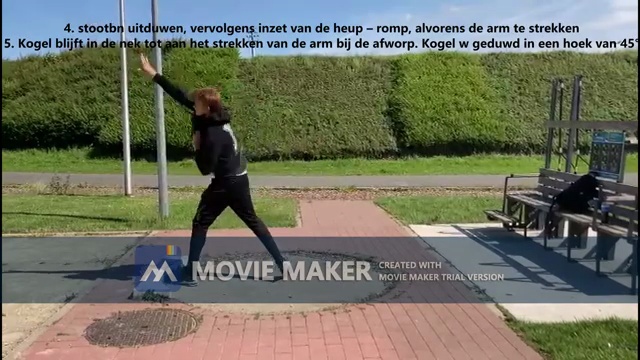 4. stootbn uitduwen, vervolgens inzet van de heup – romp, alvorens de arm te strekken
5. Kogel blijft in de nek tot aan het strekken van de arm bij de afworp. Kogel w geduwd in een hoek van 45°
MOVIE MAKER
CREATED WITH
MOVIE MAKER TRIAL VERSION